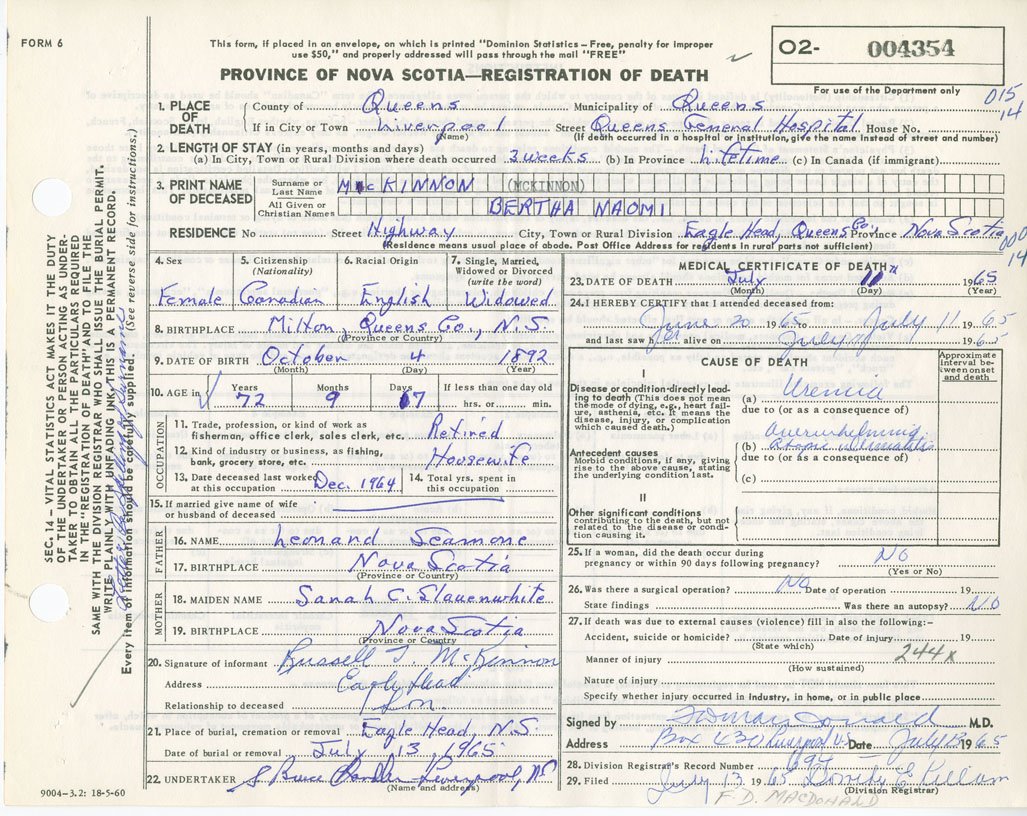 FORM 6
This form, if placed in an envelope, on which is printed "Dominion Statistics – Free, penalty for improper
use $50," and properly addressed will pass through the mail "FREE"
PROVINCE OF NOVA SCOTIA—REGISTRATION OF DEATH
O2- 004354
For use of the Department only
015
14
1. PLACE OF DEATH
County of Queens Municipality of Queens
If in City or Town Liverpool Street Queens General Hospital House No.
(Name) (If death occurred in a hospital or institution, give the name instead of street and number)
2. LENGTH OF STAY (in years, months and days)
(a) In City, Town or Rural Division where death occurred 3 weeks (b) In Province lifetime (c) In Canada (if immigrant)
3. PRINT NAME OF DECEASED
Surname or Last Name MacKINNON (MCKINNON)
All Given or Christian Names BERTHA NAOMI
RESIDENCE No Street Highway City, Town or Rural Division Eagle Head, Queens Co., Province Nova Scotia
(Residence means usual place of abode. Post Office Address for residents in rural parts not sufficient)
000
14
4. Sex Female
5. Citizenship (Nationality) Canadian
6. Racial Origin English
7. Single, Married, Widowed or Divorced (write the word) Widowed
8. BIRTHPLACE Milton, Queens Co., N.S.
(Province or Country)
9. DATE OF BIRTH October 4 1892
(Month) (Day) (Year)
10. AGE in Years 72 Months 9 Days 7 If less than one day old hrs. or min.
OCCUPATION
11. Trade, profession, or kind of work as fisherman, office clerk, sales clerk, etc. Retired
12. Kind of industry or business, as fishing, bank, grocery store, etc. Housewife
13. Date deceased last worked at this occupation Dec. 1964
14. Total yrs. spent in this occupation
15. If married give name of wife or husband of deceased
FATHER
16. NAME Leonard Seamone
17. BIRTHPLACE Nova Scotia
(Province or Country)
MOTHER
18. MAIDEN NAME Sarah C. Slauenwhite
19. BIRTHPLACE Nova Scotia
(Province or Country)
20. Signature of informant Russell T. McKinnon
Address Eagle Head
Relationship to deceased Son.
21. Place of burial, cremation or removal Eagle Head, N.S.
Date of burial or removal July 13, 1965.
22. UNDERTAKER S Bruce Chandler Liverpool, NS
(Name and address)
9004-3.2: 18-5-60
MEDICAL CERTIFICATE OF DEATH
23. DATE OF DEATH July 11 1965
(Month) (Day) (Year)
24. I HEREBY CERTIFY that I attended deceased from:
June 20 1965 to July 11 1965
and last saw her alive on July 11 1965
CAUSE OF DEATH
Approximate interval between onset and death
I
Disease or condition directly leading to death (This does not mean the mode of dying, e.g., heart failure, asthenia, etc. It means the disease, injury, or complication which caused death.)
(a) Uremia
due to (or as a consequence of)
Antecedent causes
Morbid conditions, if any, giving rise to the above cause, stating the underlying condition last.
overwhelming
(b) atopic
due to (or as a consequence of)
(c)
II
Other significant conditions
contributing to the death, but not related to the disease or condition causing it.
25. If a woman, did the death occur during pregnancy or within 90 days following pregnancy? NO
(Yes or No)
26. Was there a surgical operation? No Date of operation 19
State findings Was there an autopsy? NO
27. If death was due to external causes (violence) fill in also the following:-
Accident, suicide or homicide? Date of injury 19
(State which)
Manner of injury 244x
(How sustained)
Nature of injury
Specify whether injury occurred in industry, in home, or in public place
Signed by F D MacDonald M.D.
Address Box 430 Liverpool N.S. Date July 12 1965
28. Division Registrar's Record Number
29. Filed July 13 1965 Killam
(Division Registrar)
F. D. MACDONALD
SEC. 14 – VITAL STATISTICS ACT MAKES IT THE DUTY
OF THE UNDERTAKER OR PERSON ACTING AS UNDER-
TAKER TO OBTAIN ALL THE PARTICULARS REQUIRED
IN THE "REGISTRATION OF DEATH" AND TO FILE THE
SAME WITH THE DIVISION REGISTRAR WHO SHALL ISSUE THE BURIAL PERMIT.
WRITE PLAINLY WITH UNFADING INK, THIS IS A PERMANENT RECORD.
Every item of information should be carefully supplied. (See reverse side for instructions.)